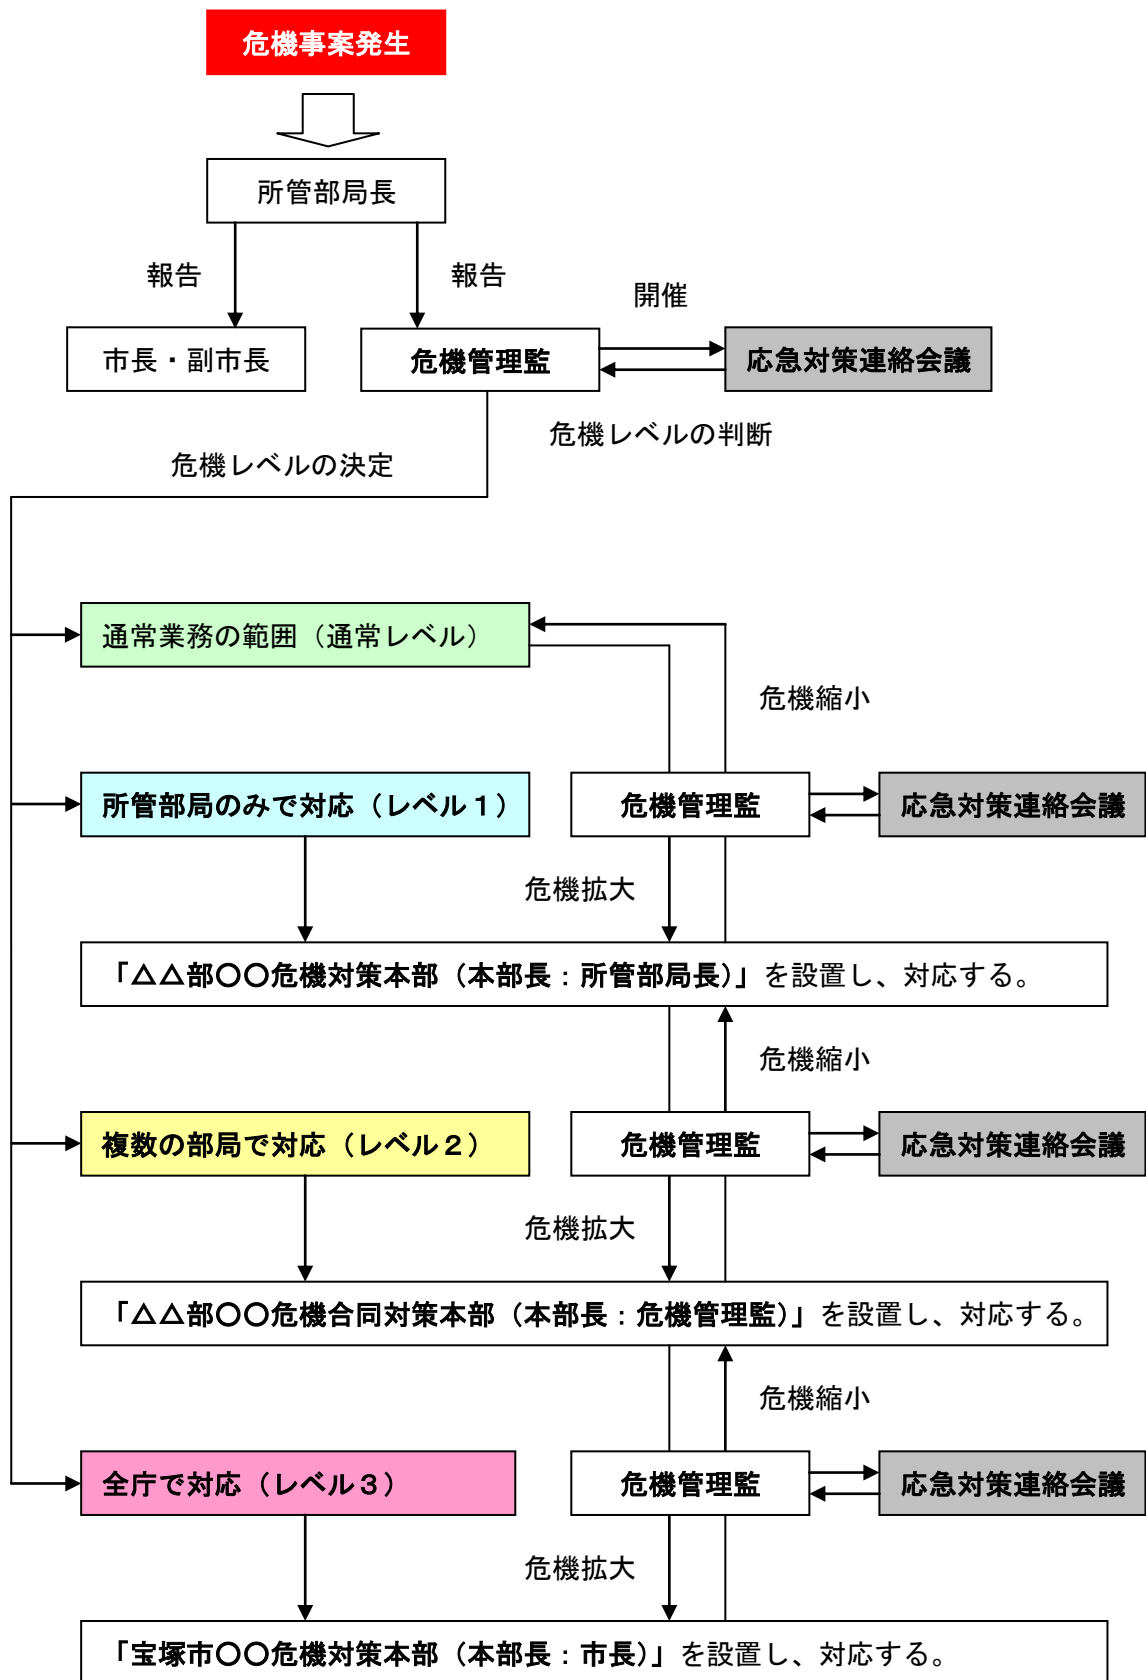 危機事案発生
所管部局長
報告
報告
開催
市長・副市長
危機管理監
応急対策連絡会議
危機レベルの判断
危機レベルの決定
通常業務の範囲（通常レベル）
危機縮小
所管部局のみで対応（レベル１）
危機管理監
応急対策連絡会議
危機拡大
「△△部〇〇危機対策本部（本部長：所管部局長）」を設置し、対応する。
危機縮小
複数の部局で対応（レベル２）
危機管理監
応急対策連絡会議
危機拡大
「△△部〇〇危機合同対策本部（本部長：危機管理監）」を設置し、対応する。
危機縮小
全庁で対応（レベル３）
危機管理監
応急対策連絡会議
危機拡大
「宝塚市〇〇危機対策本部（本部長：市長）」を設置し、対応する。